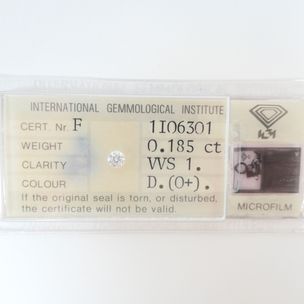 INTERNATIONAL GEMMOLOGICAL INSTITUTE
CERT. Nr. F 1I06301
WEIGHT 0.185 ct
CLARITY VVS 1.
COLOUR D.(O+).
If the original seal is torn, or disturbed,
the certificate will not be valid.
MICROFILM